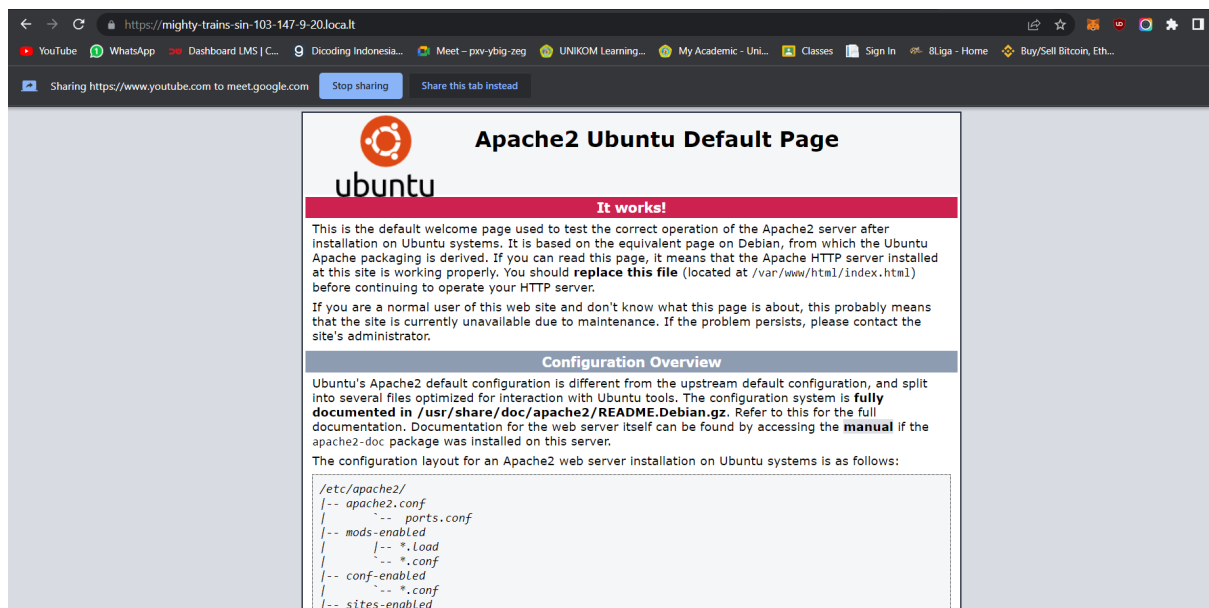 https://mighty-trains-sin-103-147-9-20.loca.lt
YouTube WhatsApp Dashboard LMS | C... Dicoding Indonesia... Meet – pxv-ybig-zeg UNIKOM Learning... My Academic - Uni... Classes Sign In 8Liga - Home Buy/Sell Bitcoin, Eth...
Sharing https://www.youtube.com to meet.google.com Stop sharing Share this tab instead
Apache2 Ubuntu Default Page
ubuntu
It works!
This is the default welcome page used to test the correct operation of the Apache2 server after
installation on Ubuntu systems. It is based on the equivalent page on Debian, from which the Ubuntu
Apache packaging is derived. If you can read this page, it means that the Apache HTTP server installed
at this site is working properly. You should replace this file (located at /var/www/html/index.html)
before continuing to operate your HTTP server.
If you are a normal user of this web site and don't know what this page is about, this probably means
that the site is currently unavailable due to maintenance. If the problem persists, please contact the
site's administrator.
Configuration Overview
Ubuntu's Apache2 default configuration is different from the upstream default configuration, and split
into several files optimized for interaction with Ubuntu tools. The configuration system is fully
documented in /usr/share/doc/apache2/README.Debian.gz. Refer to this for the full
documentation. Documentation for the web server itself can be found by accessing the manual if the
apache2-doc package was installed on this server.
The configuration layout for an Apache2 web server installation on Ubuntu systems is as follows:
/etc/apache2/
|-- apache2.conf
|       `--  ports.conf
|-- mods-enabled
|       |-- *.load
|       `-- *.conf
|-- conf-enabled
|       `-- *.conf
|-- sites-enabled